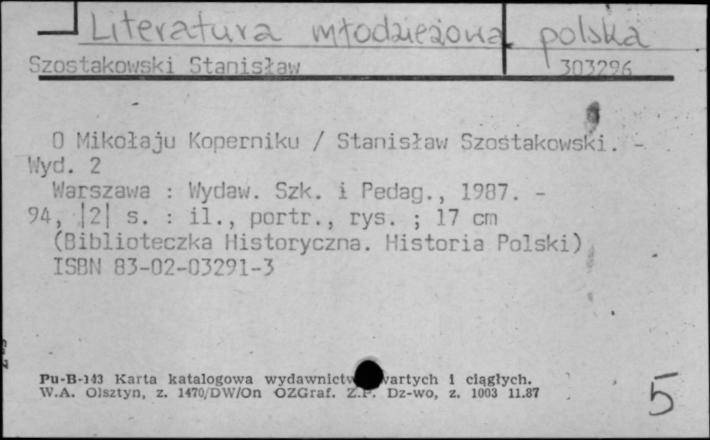 Literatura młodzieżowa polska
Szostakowski Stanisław 303296
O Mikołaju Koperniku / Stanisław Szostakowski. -
Wyd. 2
Warszawa : Wydaw. Szk. i Pedag., 1987. -
94, |2| s. : il., portr., rys. ; 17 cm
(Biblioteczka Historyczna. Historia Polski)
ISBN 83-02-03291-3
Pu-B-143 Karta katalogowa wydawnictw zwartych i ciągłych.
W.A. Olsztyn, z. 1470/DW/On OZGraf. Z.P. Dz-wo, z. 1003 11.87
5